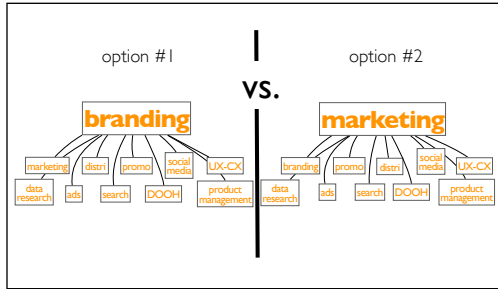 option #1
vs.
option #2
branding
marketing
marketing
distri
promo
social
media
UX-CX
data
research
ads
search
DOOH
product
management
branding
promo
distri
social
media
UX-CX
data
research
ads
search
DOOH
product
management